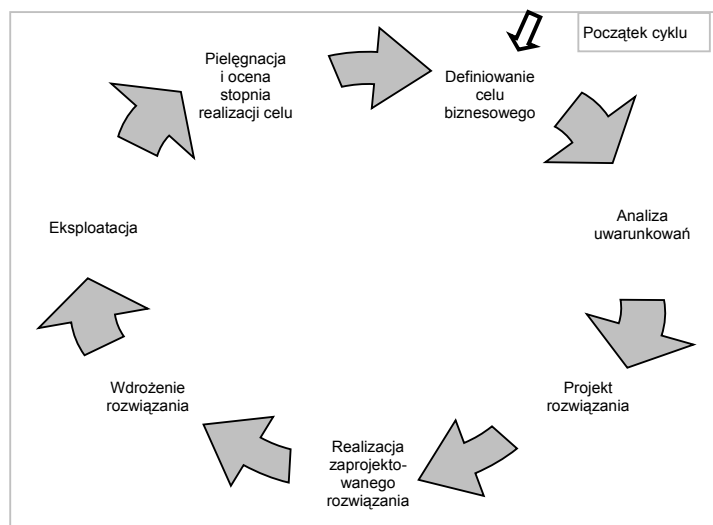 Początek cyklu
Definiowanie
celu
biznesowego
Analiza
uwarunkowań
Projekt
rozwiązania
Realizacja
zaprojekto-
wanego
rozwiązania
Wdrożenie
rozwiązania
Eksploatacja
Pielęgnacja
i ocena
stopnia
realizacji celu